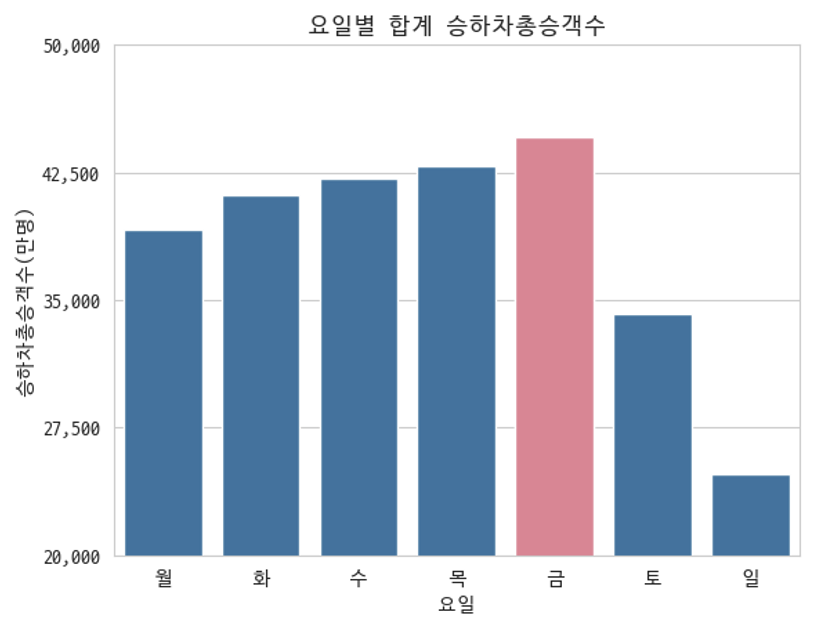 요일별 합계 승하차총승객수
승하차총승객수(만명)
50,000
42,500
35,000
27,500
20,000
월 화 수 목 금 토 일
요일